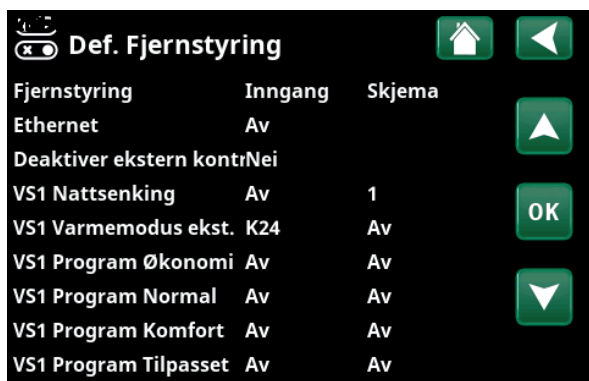 Def. Fjernstyring
Fjernstyring Inngang Skjema
Ethernet Av
Deaktiver ekstern kontr Nei
VS1 Nattsenking Av 1
VS1 Varmemodus ekst. K24 Av
VS1 Program Økonomi Av Av
VS1 Program Normal Av Av
VS1 Program Komfort Av Av
VS1 Program Tilpasset Av Av
OK